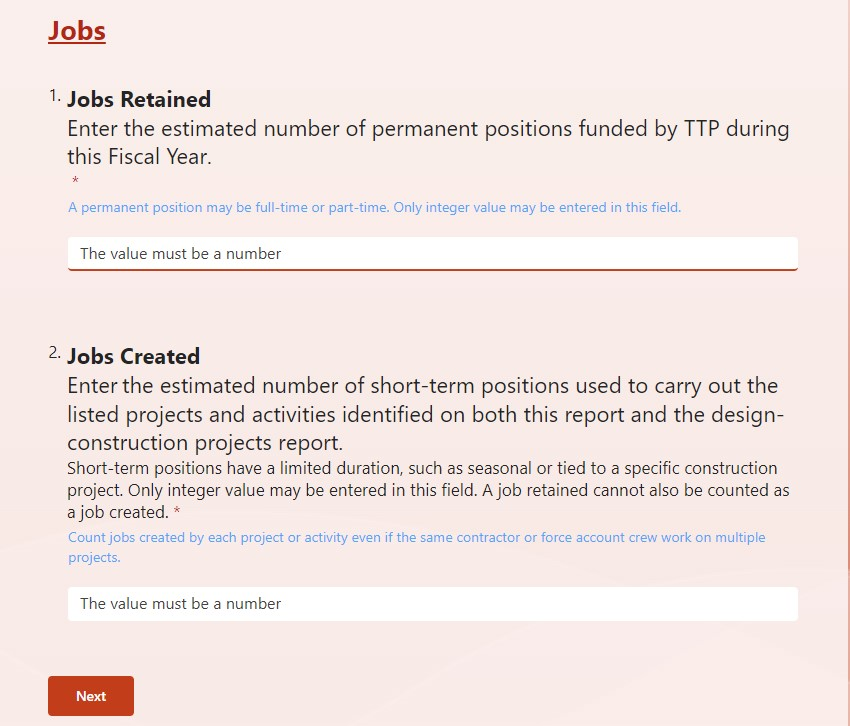 Jobs
1. Jobs Retained
Enter the estimated number of permanent positions funded by TTP during
this Fiscal Year.
*
A permanent position may be full-time or part-time. Only integer value may be entered in this field.
The value must be a number
2. Jobs Created
Enter the estimated number of short-term positions used to carry out the
listed projects and activities identified on both this report and the design-
construction projects report.
Short-term positions have a limited duration, such as seasonal or tied to a specific construction
project. Only integer value may be entered in this field. A job retained cannot also be counted as
a job created. *
Count jobs created by each project or activity even if the same contractor or force account crew work on multiple
projects.
The value must be a number
Next